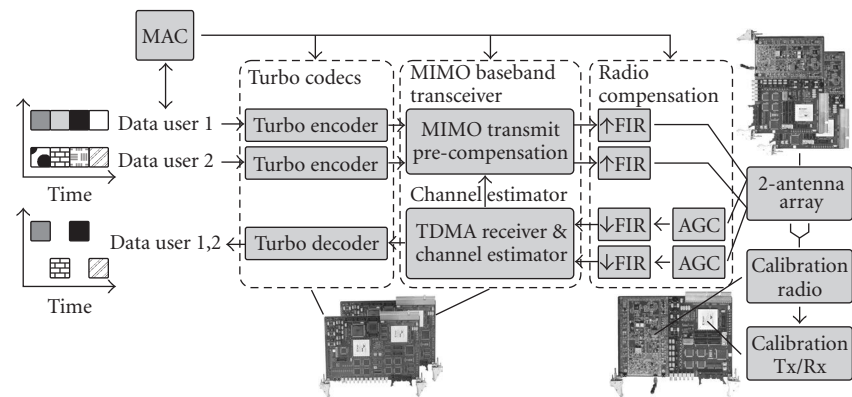 MAC
Turbo codecs
MIMO baseband
transceiver
Radio
compensation
Data user 1
Turbo encoder
MIMO transmit
pre-compensation
↑FIR
Data user 2
Turbo encoder
↑FIR
Time
Channel estimator
2-antenna
array
Data user 1,2
Turbo decoder
TDMA receiver &
channel estimator
↓FIR
AGC
↓FIR
AGC
Time
Calibration
radio
Calibration
Tx/Rx